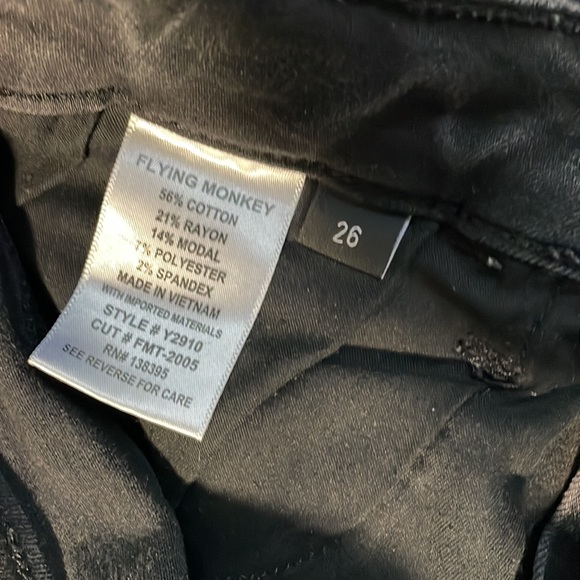 FLYING MONKEY
56% COTTON
21% RAYON
14% MODAL
7% POLYESTER
2% SPANDEX
MADE IN VIETNAM
WITH IMPORTED MATERIALS
STYLE # Y2910
CUT # FMT-2005
RN# 138395
SEE REVERSE FOR CARE
26